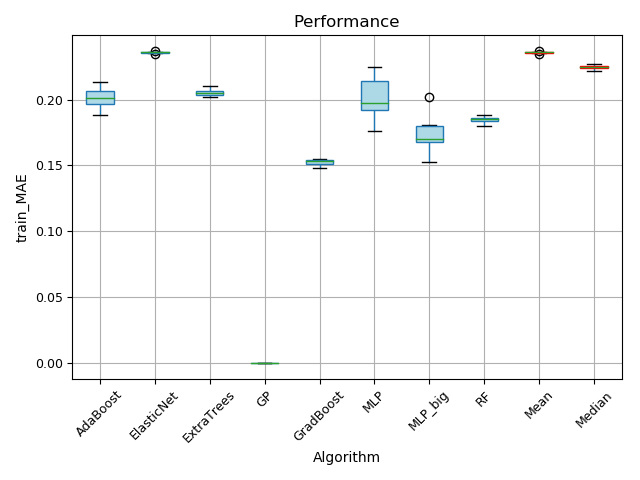 Performance
train_MAE
0.20
0.15
0.10
0.05
0.00
AdaBoost
ElasticNet
ExtraTrees
GP
GradBoost
MLP
MLP_big
RF
Mean
Median
Algorithm